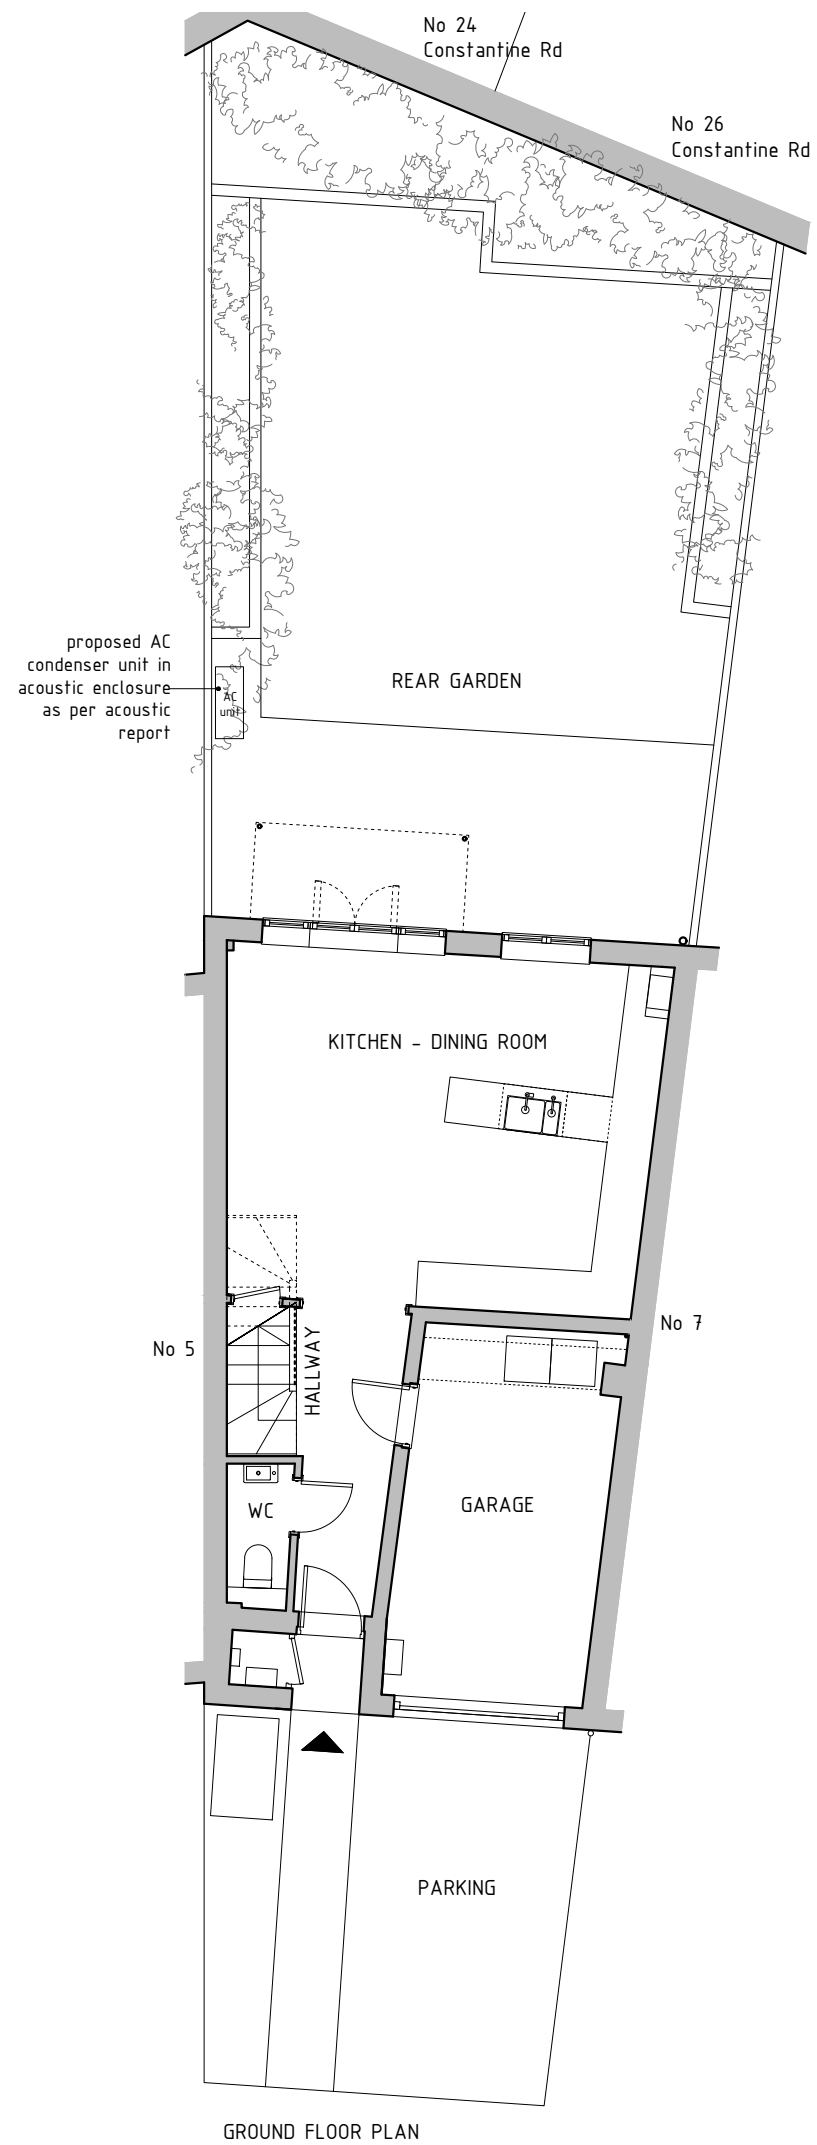 No 24
Constantine Rd
No 26
Constantine Rd
proposed AC
condenser unit in
acoustic enclosure
as per acoustic
report
AC
unit
REAR GARDEN
KITCHEN - DINING ROOM
No 5
HALLWAY
No 7
WC
GARAGE
PARKING
GROUND FLOOR PLAN